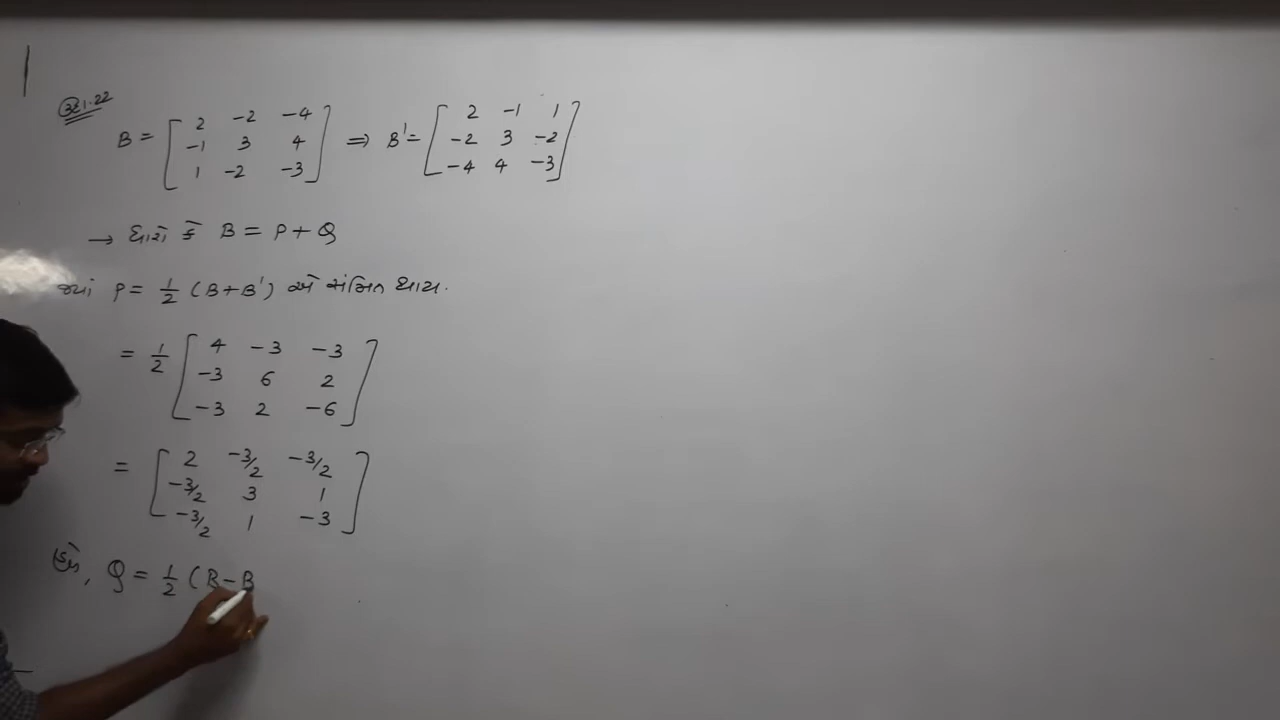 ઉદા.22
B = [ 2 -2 -4 ; -1 3 4 ; 1 -2 -3 ] ⇒ B' = [ 2 -1 1 ; -2 3 -2 ; -4 4 -3 ]
→ ધારો કે B = P + Q
જ્યાં P = 1/2 (B+B') એ સંમિત થાય.
= 1/2 [ 4 -3 -3 ; -3 6 2 ; -3 2 -6 ]
= [ 2 -3/2 -3/2 ; -3/2 3 1 ; -3/2 1 -3 ]
હવે, Q = 1/2 (B-B